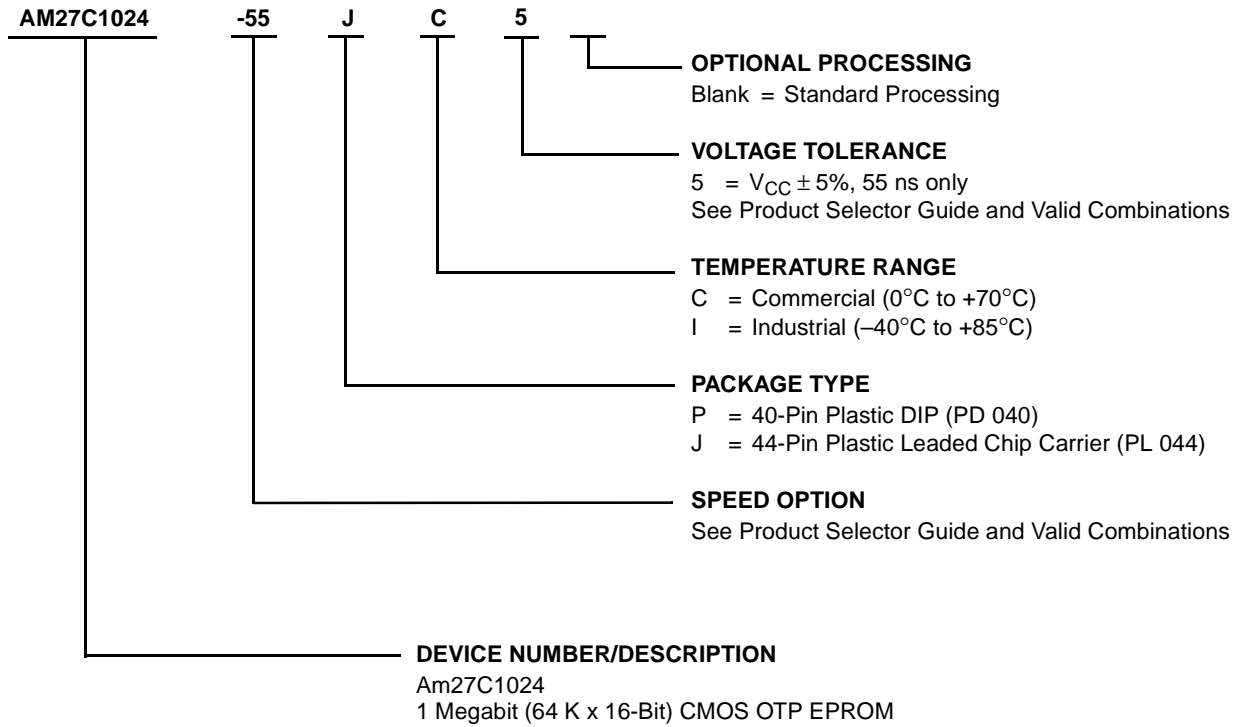 AM27C1024 -55 J C 5
OPTIONAL PROCESSING
Blank = Standard Processing
VOLTAGE TOLERANCE
5 = VCC ± 5%, 55 ns only
See Product Selector Guide and Valid Combinations
TEMPERATURE RANGE
C = Commercial (0°C to +70°C)
I = Industrial (–40°C to +85°C)
PACKAGE TYPE
P = 40-Pin Plastic DIP (PD 040)
J = 44-Pin Plastic Leaded Chip Carrier (PL 044)
SPEED OPTION
See Product Selector Guide and Valid Combinations
DEVICE NUMBER/DESCRIPTION
Am27C1024
1 Megabit (64 K x 16-Bit) CMOS OTP EPROM